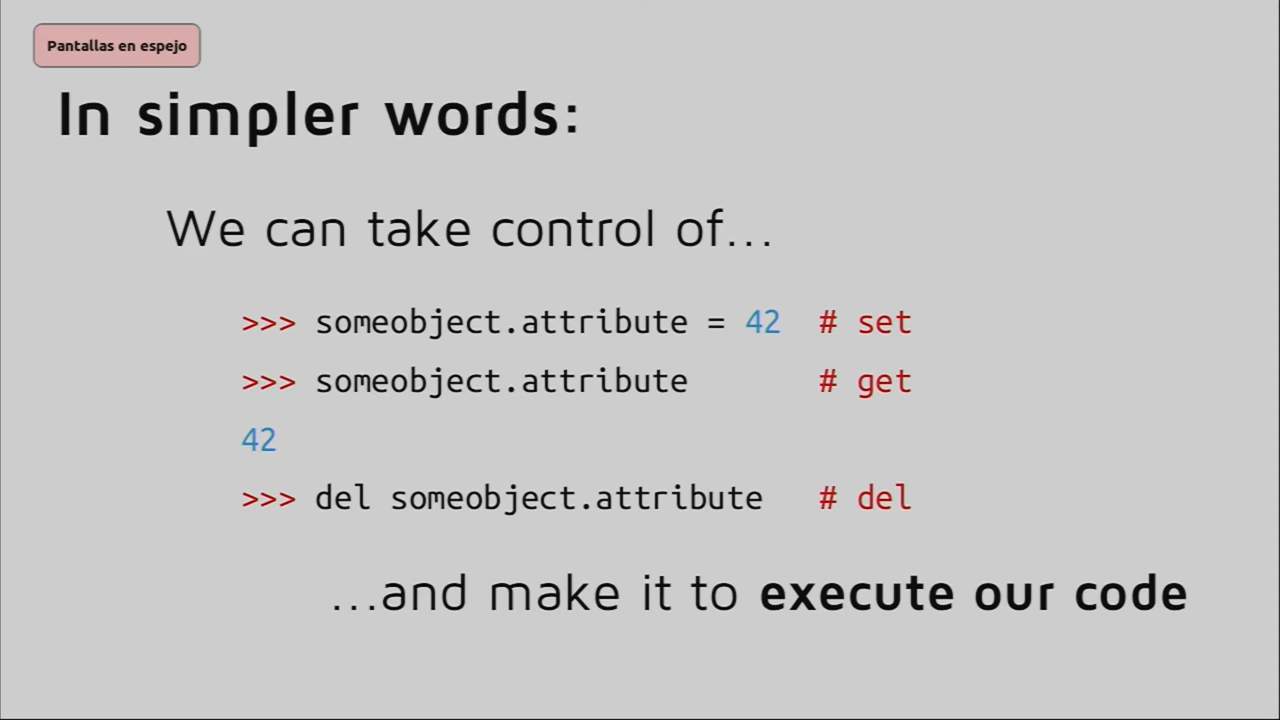 Pantallas en espejo
In simpler words:
We can take control of...
>>> someobject.attribute = 42 # set
>>> someobject.attribute # get
42
>>> del someobject.attribute # del
...and make it to execute our code